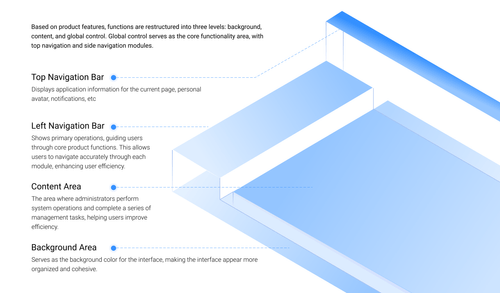 Based on product features, functions are restructured into three levels: background,
content, and global control. Global control serves as the core functionality area, with
top navigation and side navigation modules.
Top Navigation Bar
Displays application information for the current page, personal
avatar, notifications, etc
Left Navigation Bar
Shows primary operations, guiding users
through core product functions. This allows
users to navigate accurately through each
module, enhancing user efficiency.
Content Area
The area where administrators perform
system operations and complete a series of
management tasks, helping users improve
efficiency.
Background Area
Serves as the background color for the interface, making the interface appear more
organized and cohesive.